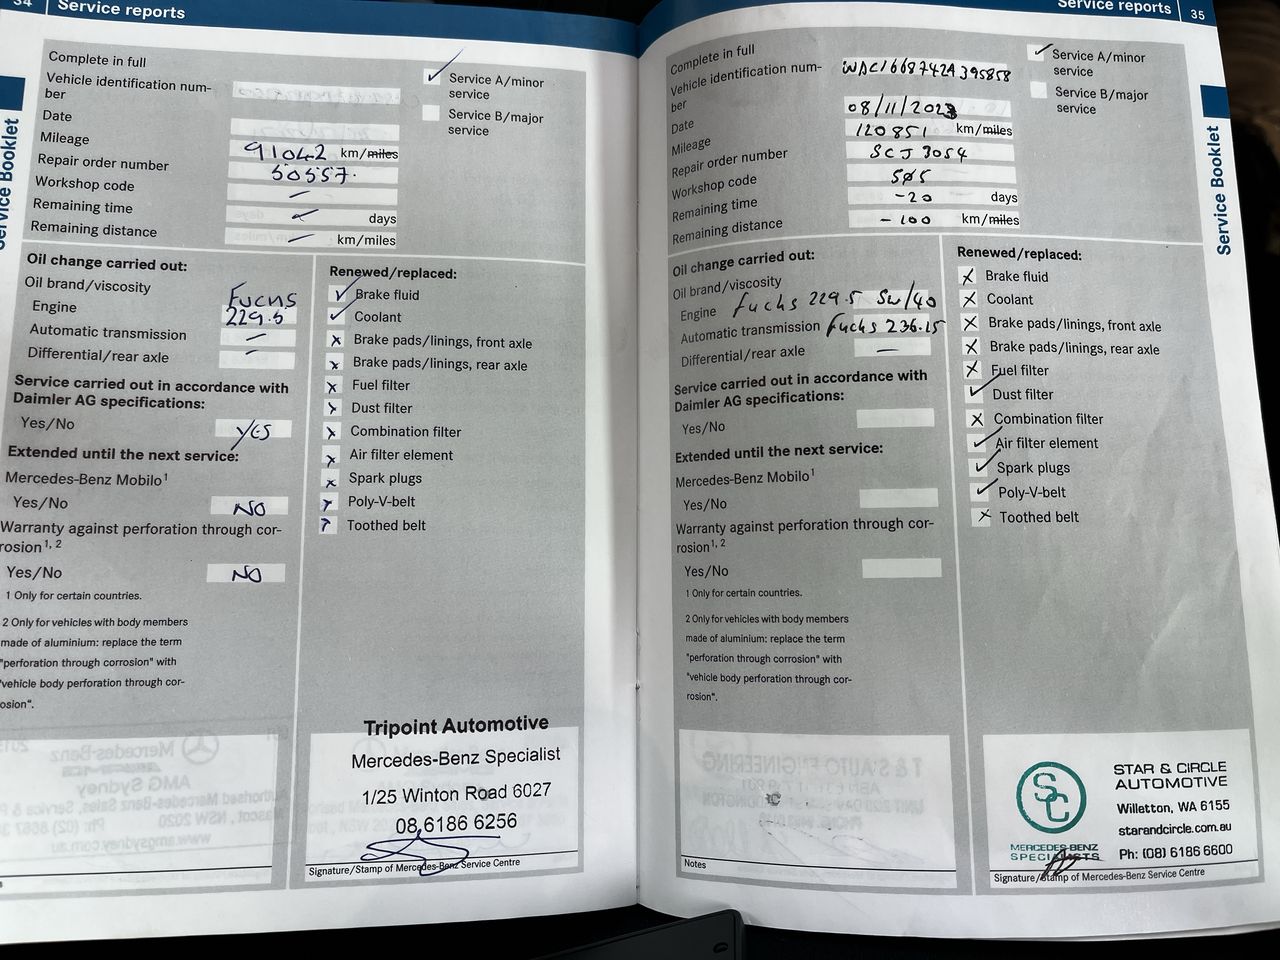 34 Service reports
Service Booklet
Complete in full
Vehicle identification num-
ber
Date
Mileage 91042 km/miles
Repair order number 50557.
Workshop code –
Remaining time – days
Remaining distance – km/miles
✓ Service A/minor
service
Service B/major
service
Oil change carried out:
Oil brand/viscosity
Engine Fuchs
229.5
Automatic transmission –
Differential/rear axle –
Service carried out in accordance with
Daimler AG specifications:
Yes/No YES
Extended until the next service:
Mercedes-Benz Mobilo1
Yes/No NO
Warranty against perforation through cor-
rosion1, 2
Yes/No NO
1 Only for certain countries.
2 Only for vehicles with body members
made of aluminium: replace the term
"perforation through corrosion" with
"vehicle body perforation through cor-
rosion".
Renewed/replaced:
✓ Brake fluid
✓ Coolant
x Brake pads/linings, front axle
x Brake pads/linings, rear axle
x Fuel filter
x Dust filter
x Combination filter
x Air filter element
x Spark plugs
x Poly-V-belt
x Toothed belt
Tripoint Automotive
Mercedes-Benz Specialist
1/25 Winton Road 6027
08 6186 6256
Signature/Stamp of Mercedes-Benz Service Centre
Service reports 35
Service Booklet
Complete in full
Vehicle identification num-
ber WDC1668742A395858
Date 08/11/2023
Mileage 120851 km/miles
Repair order number SCJ3054
Workshop code 505
Remaining time -20 days
Remaining distance -100 km/miles
✓ Service A/minor
service
Service B/major
service
Oil change carried out:
Oil brand/viscosity
Engine Fuchs 229.5 5w/40
Automatic transmission Fuchs 236.15
Differential/rear axle –
Service carried out in accordance with
Daimler AG specifications:
Yes/No
Extended until the next service:
Mercedes-Benz Mobilo1
Yes/No
Warranty against perforation through cor-
rosion1, 2
Yes/No
1 Only for certain countries.
2 Only for vehicles with body members
made of aluminium: replace the term
"perforation through corrosion" with
"vehicle body perforation through cor-
rosion".
Renewed/replaced:
x Brake fluid
x Coolant
x Brake pads/linings, front axle
x Brake pads/linings, rear axle
x Fuel filter
✓ Dust filter
x Combination filter
✓ Air filter element
✓ Spark plugs
✓ Poly-V-belt
x Toothed belt
Notes
SC
MERCEDES-BENZ
SPECIALISTS
STAR & CIRCLE
AUTOMOTIVE
Willetton, WA 6155
starandcircle.com.au
Ph: (08) 6186 6600
Signature/Stamp of Mercedes-Benz Service Centre